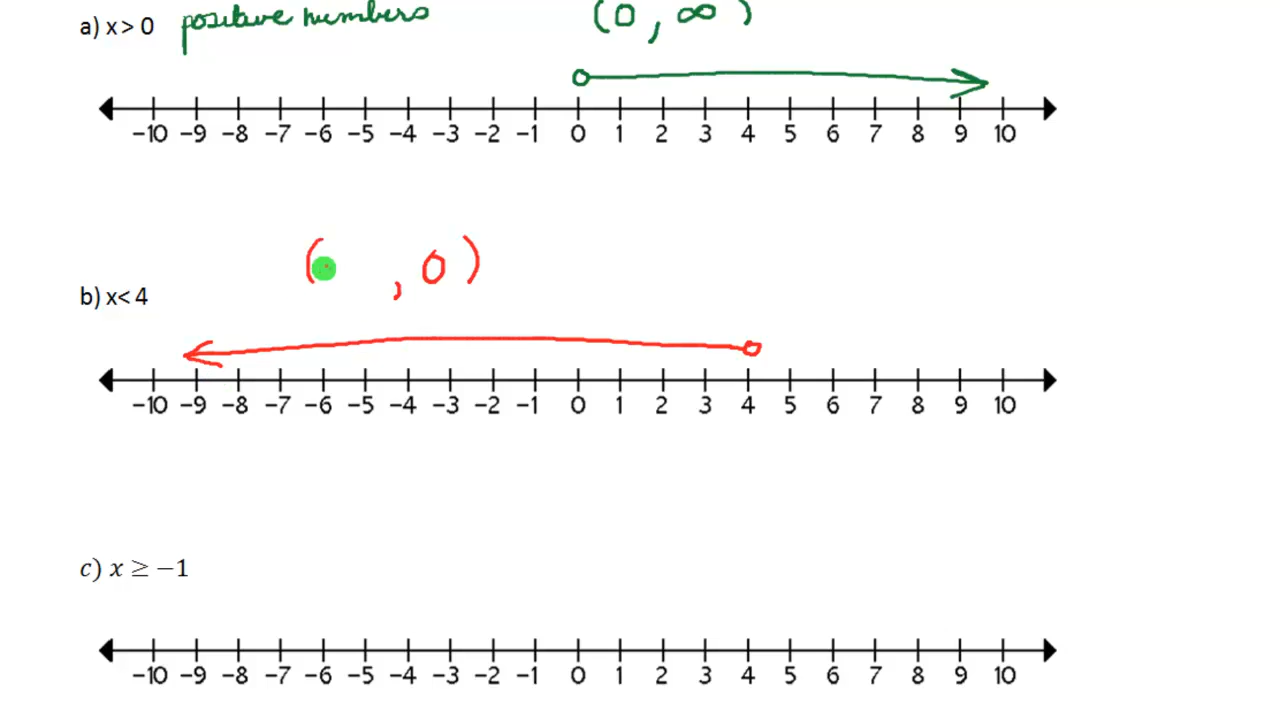 a) x > 0 positive numbers (0, ∞)
−10 −9 −8 −7 −6 −5 −4 −3 −2 −1 0 1 2 3 4 5 6 7 8 9 10
( , 0)
b) x< 4
−10 −9 −8 −7 −6 −5 −4 −3 −2 −1 0 1 2 3 4 5 6 7 8 9 10
c) x ≥ −1
−10 −9 −8 −7 −6 −5 −4 −3 −2 −1 0 1 2 3 4 5 6 7 8 9 10